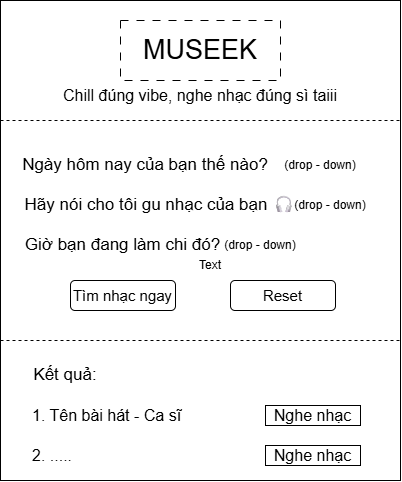 MUSEEK
Chill đúng vibe, nghe nhạc đúng sì taiii
Ngày hôm nay của bạn thế nào? (drop - down)
Hãy nói cho tôi gu nhạc của bạn 🎧 (drop - down)
Giờ bạn đang làm chi đó? (drop - down)
Text
Tìm nhạc ngay Reset
Kết quả:
1. Tên bài hát - Ca sĩ Nghe nhạc
2. ..... Nghe nhạc